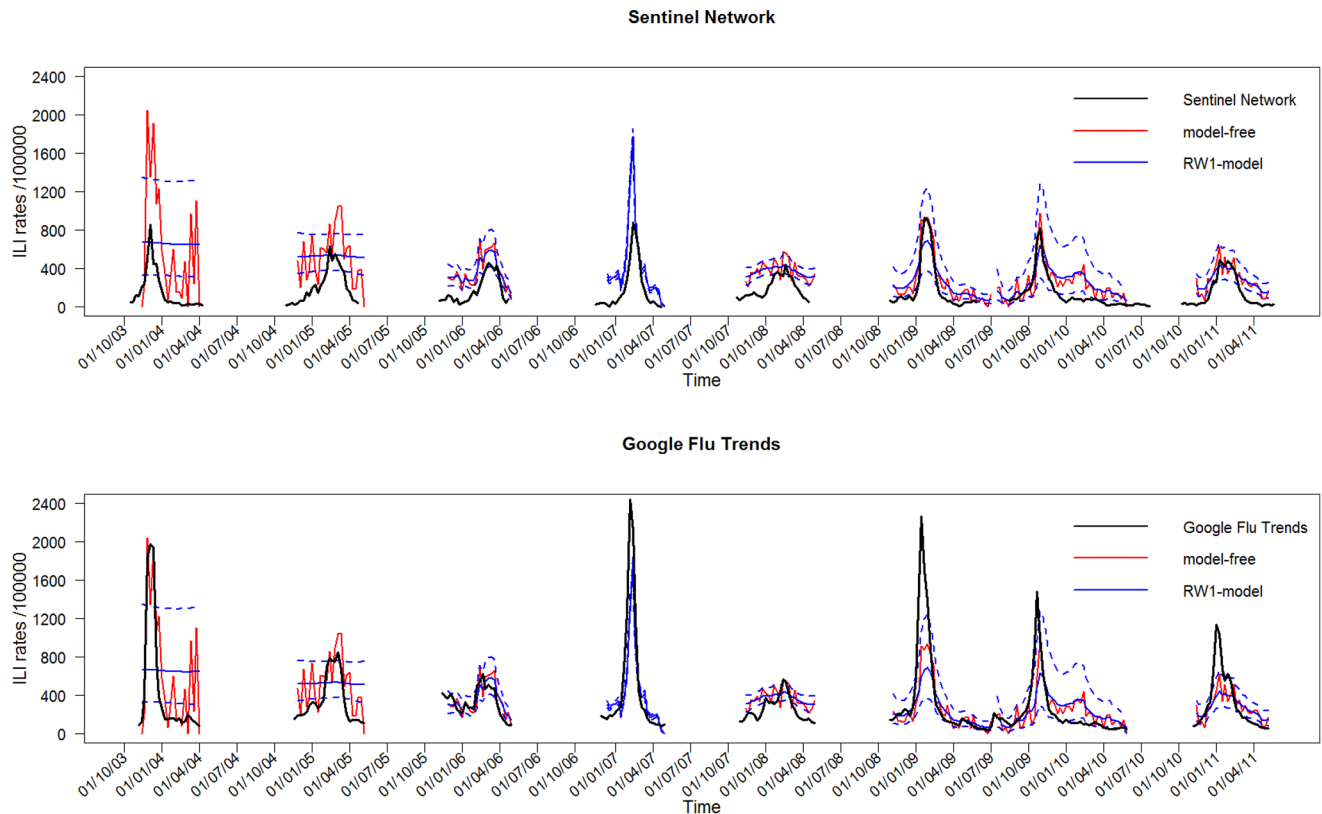 Sentinel Network
2400
2000
1600
1200
800
400
0
ILI rates /100000
Sentinel Network
model-free
RW1-model
01/10/03 01/01/04 01/04/04 01/07/04 01/10/04 01/01/05 01/04/05 01/07/05 01/10/05 01/01/06 01/04/06 01/07/06 01/10/06 01/01/07 01/04/07 01/07/07 01/10/07 01/01/08 01/04/08 01/07/08 01/10/08 01/01/09 01/04/09 01/07/09 01/10/09 01/01/10 01/04/10 01/07/10 01/10/10 01/01/11 01/04/11
Time
Google Flu Trends
2400
2000
1600
1200
800
400
0
ILI rates /100000
Google Flu Trends
model-free
RW1-model
01/10/03 01/01/04 01/04/04 01/07/04 01/10/04 01/01/05 01/04/05 01/07/05 01/10/05 01/01/06 01/04/06 01/07/06 01/10/06 01/01/07 01/04/07 01/07/07 01/10/07 01/01/08 01/04/08 01/07/08 01/10/08 01/01/09 01/04/09 01/07/09 01/10/09 01/01/10 01/04/10 01/07/10 01/10/10 01/01/11 01/04/11
Time